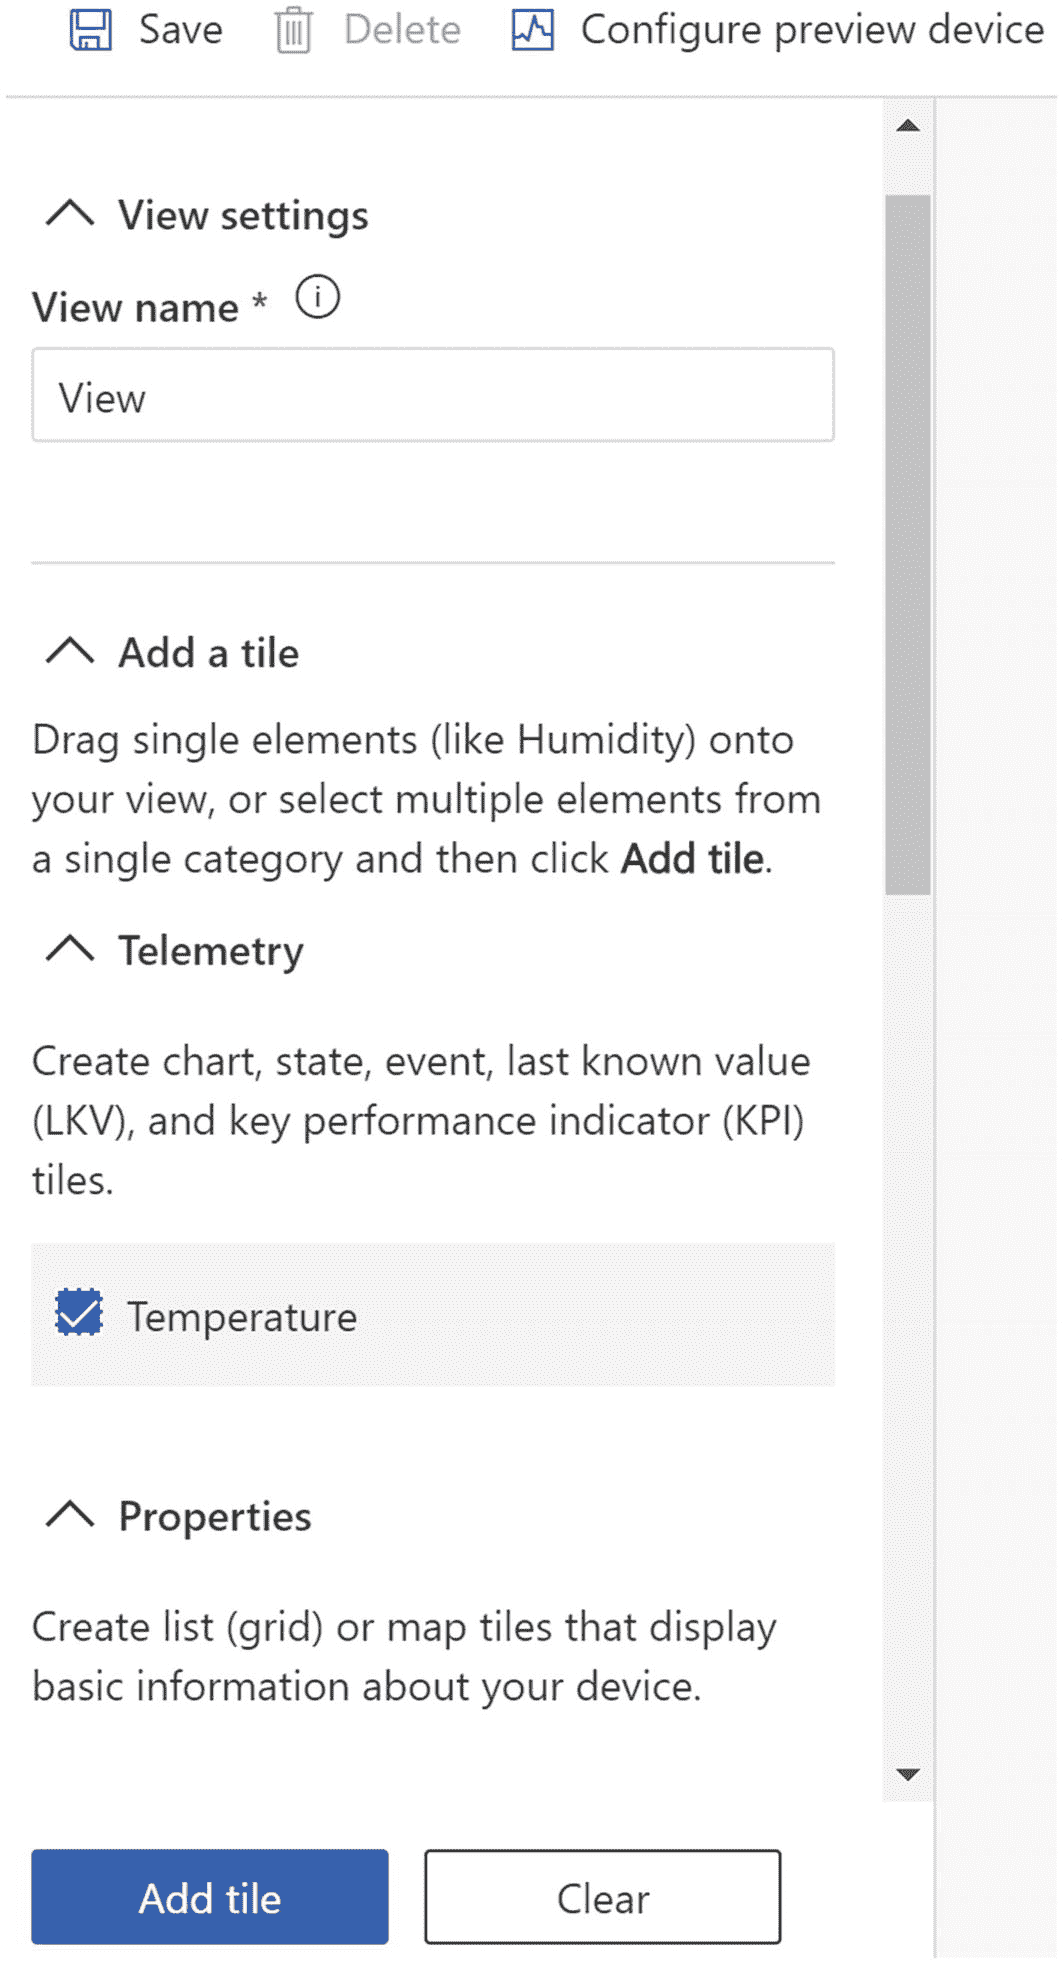 Save Delete Configure preview device
View settings
View name *
View
Add a tile
Drag single elements (like Humidity) onto
your view, or select multiple elements from
a single category and then click Add tile.
Telemetry
Create chart, state, event, last known value
(LKV), and key performance indicator (KPI)
tiles.
Temperature
Properties
Create list (grid) or map tiles that display
basic information about your device.
Add tile Clear